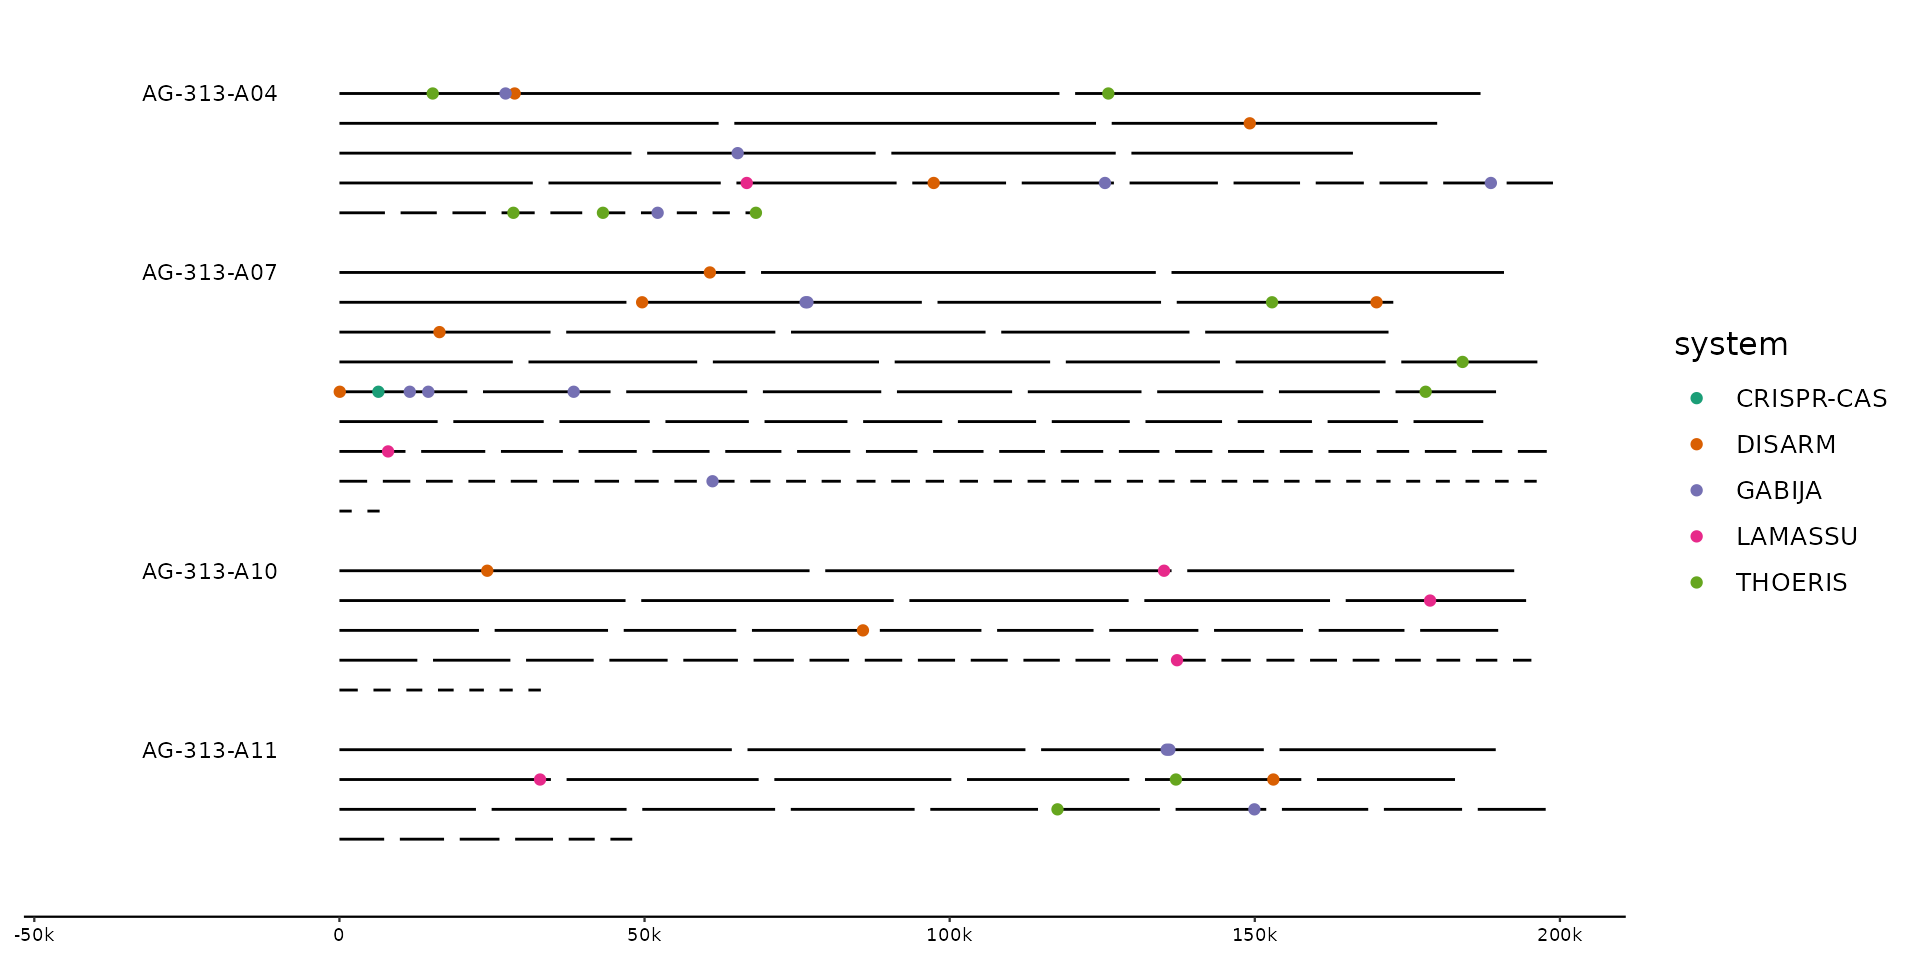 AG-313-A04
AG-313-A07
AG-313-A10
AG-313-A11
system
CRISPR-CAS
DISARM
GABIJA
LAMASSU
THOERIS
-50k 0 50k 100k 150k 200k